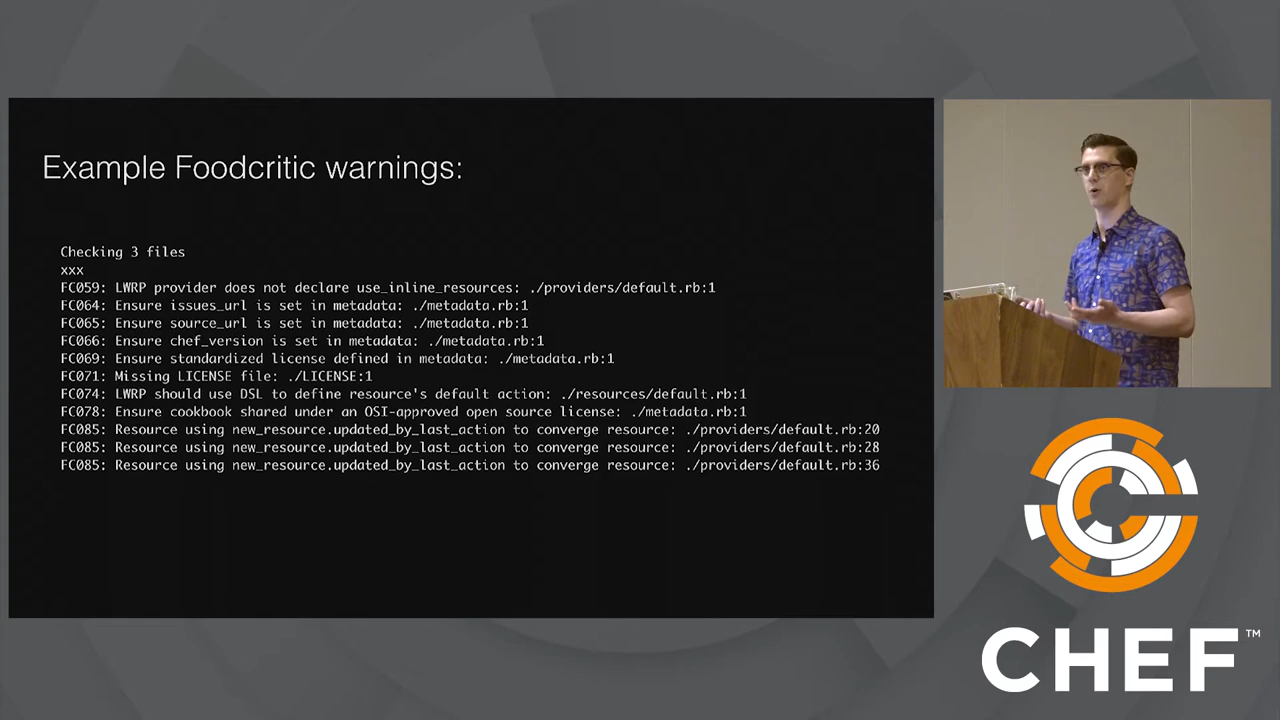 Example Foodcritic warnings:
Checking 3 files
xxx
FC059: LWRP provider does not declare use_inline_resources: ./providers/default.rb:1
FC064: Ensure issues_url is set in metadata: ./metadata.rb:1
FC065: Ensure source_url is set in metadata: ./metadata.rb:1
FC066: Ensure chef_version is set in metadata: ./metadata.rb:1
FC069: Ensure standardized license defined in metadata: ./metadata.rb:1
FC071: Missing LICENSE file: ./LICENSE:1
FC074: LWRP should use DSL to define resource's default action: ./resources/default.rb:1
FC078: Ensure cookbook shared under an OSI-approved open source license: ./metadata.rb:1
FC085: Resource using new_resource.updated_by_last_action to converge resource: ./providers/default.rb:20
FC085: Resource using new_resource.updated_by_last_action to converge resource: ./providers/default.rb:28
FC085: Resource using new_resource.updated_by_last_action to converge resource: ./providers/default.rb:36
CHEF™